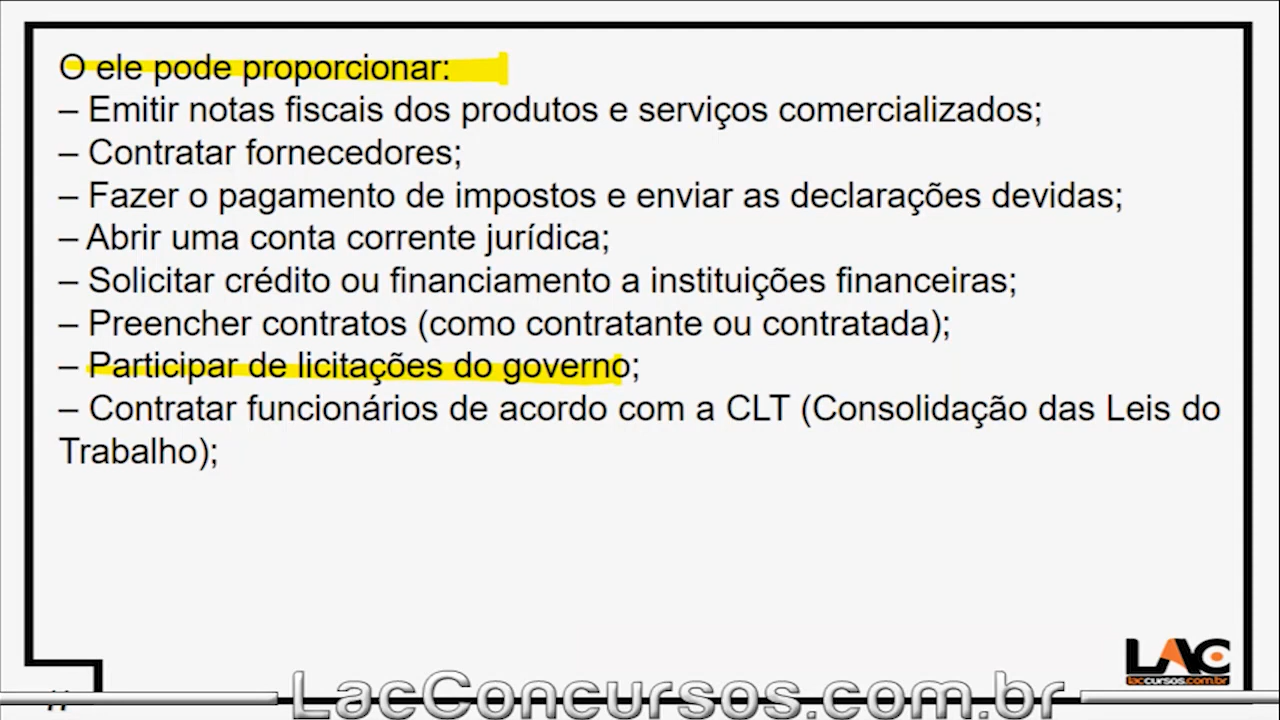 O ele pode proporcionar:
– Emitir notas fiscais dos produtos e serviços comercializados;
– Contratar fornecedores;
– Fazer o pagamento de impostos e enviar as declarações devidas;
– Abrir uma conta corrente jurídica;
– Solicitar crédito ou financiamento a instituições financeiras;
– Preencher contratos (como contratante ou contratada);
– Participar de licitações do governo;
– Contratar funcionários de acordo com a CLT (Consolidação das Leis do
Trabalho);
LAC
laccursos.com.br
LacConcursos.com.br